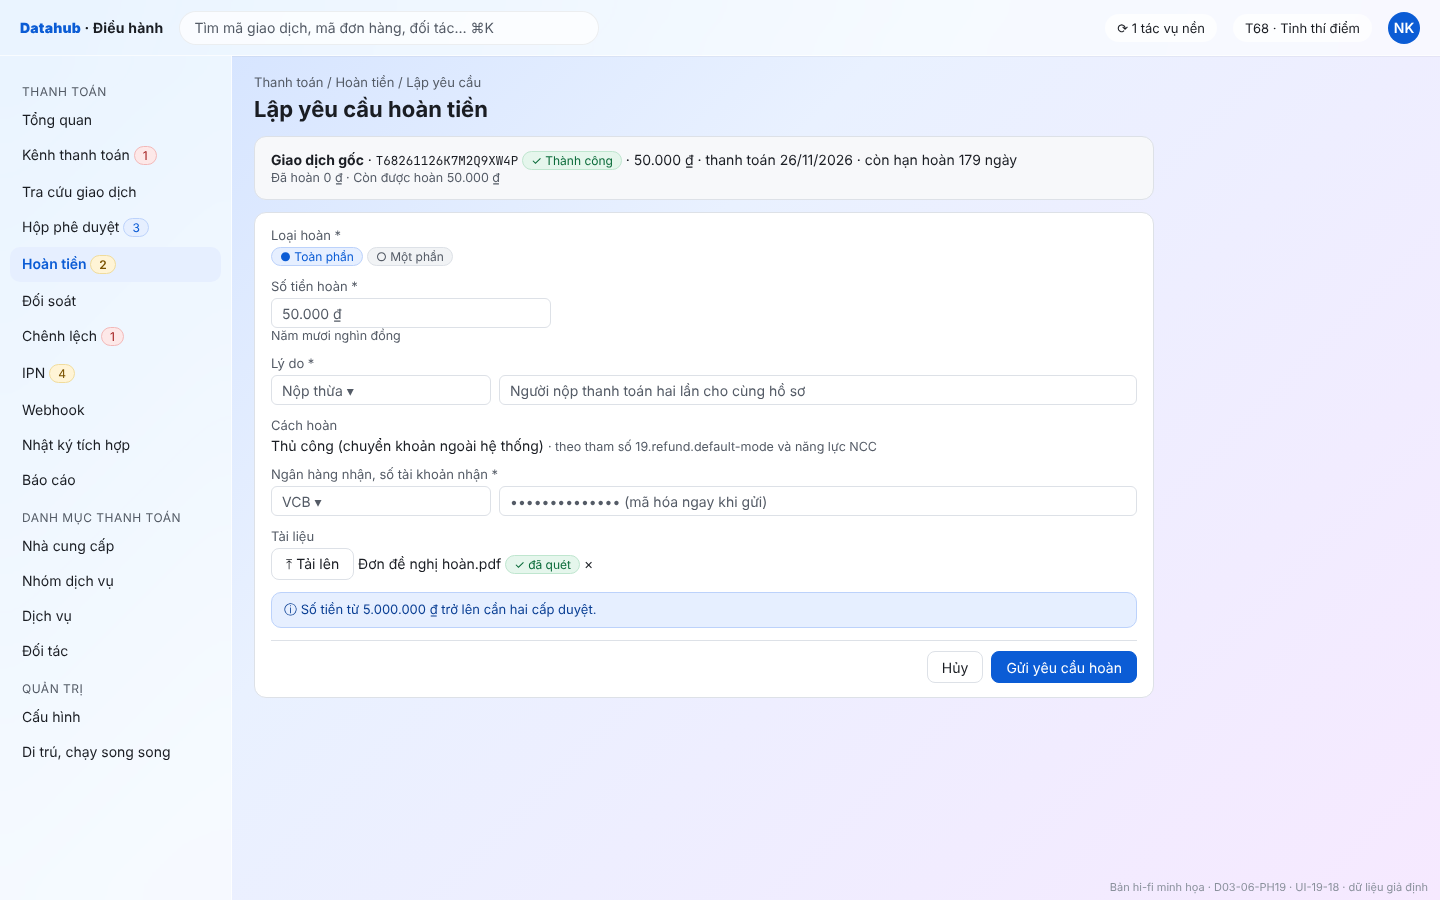 Datahub · Điều hành
Tìm mã giao dịch, mã đơn hàng, đối tác... ⌘K
⟳ 1 tác vụ nền
T68 · Tỉnh thí điểm
NK
THANH TOÁN
Tổng quan
Kênh thanh toán 1
Tra cứu giao dịch
Hộp phê duyệt 3
Hoàn tiền 2
Đối soát
Chênh lệch 1
IPN 4
Webhook
Nhật ký tích hợp
Báo cáo
DANH MỤC THANH TOÁN
Nhà cung cấp
Nhóm dịch vụ
Dịch vụ
Đối tác
QUẢN TRỊ
Cấu hình
Di trú, chạy song song
Thanh toán / Hoàn tiền / Lập yêu cầu
Lập yêu cầu hoàn tiền
Giao dịch gốc · T68261126K7M2Q9XW4P ✓ Thành công · 50.000 ₫ · thanh toán 26/11/2026 · còn hạn hoàn 179 ngày
Đã hoàn 0 ₫ · Còn được hoàn 50.000 ₫
Loại hoàn *
● Toàn phần ○ Một phần
Số tiền hoàn *
50.000 ₫
Năm mươi nghìn đồng
Lý do *
Nộp thừa ▾
Người nộp thanh toán hai lần cho cùng hồ sơ
Cách hoàn
Thủ công (chuyển khoản ngoài hệ thống) · theo tham số 19.refund.default-mode và năng lực NCC
Ngân hàng nhận, số tài khoản nhận *
VCB ▾
•••••••••••••• (mã hóa ngay khi gửi)
Tài liệu
⤒ Tải lên Đơn đề nghị hoàn.pdf ✓ đã quét ×
ⓘ Số tiền từ 5.000.000 ₫ trở lên cần hai cấp duyệt.
Hủy
Gửi yêu cầu hoàn
Bản hi-fi minh họa · D03-06-PH19 · UI-19-18 · dữ liệu giả định